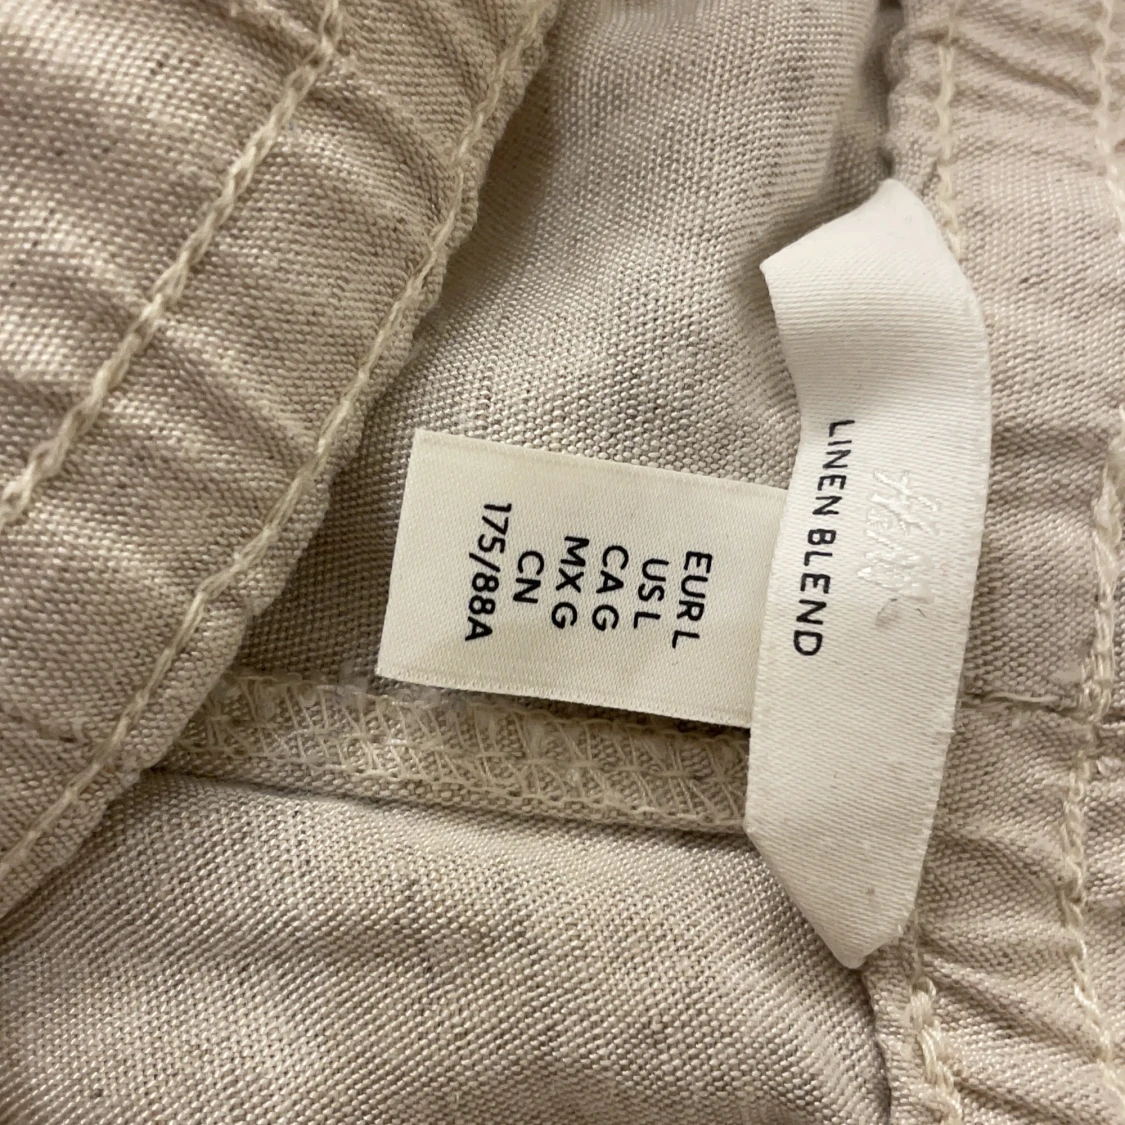 H&M
LINEN BLEND
EUR L
US L
CA G
MX G
CN
175/88A